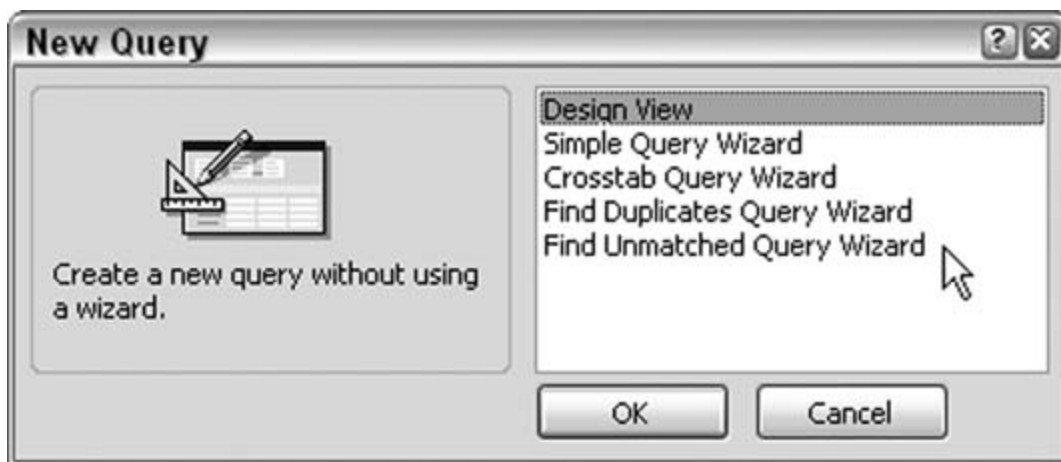 New Query
Create a new query without using
a wizard.
Design View
Simple Query Wizard
Crosstab Query Wizard
Find Duplicates Query Wizard
Find Unmatched Query Wizard
OK
Cancel